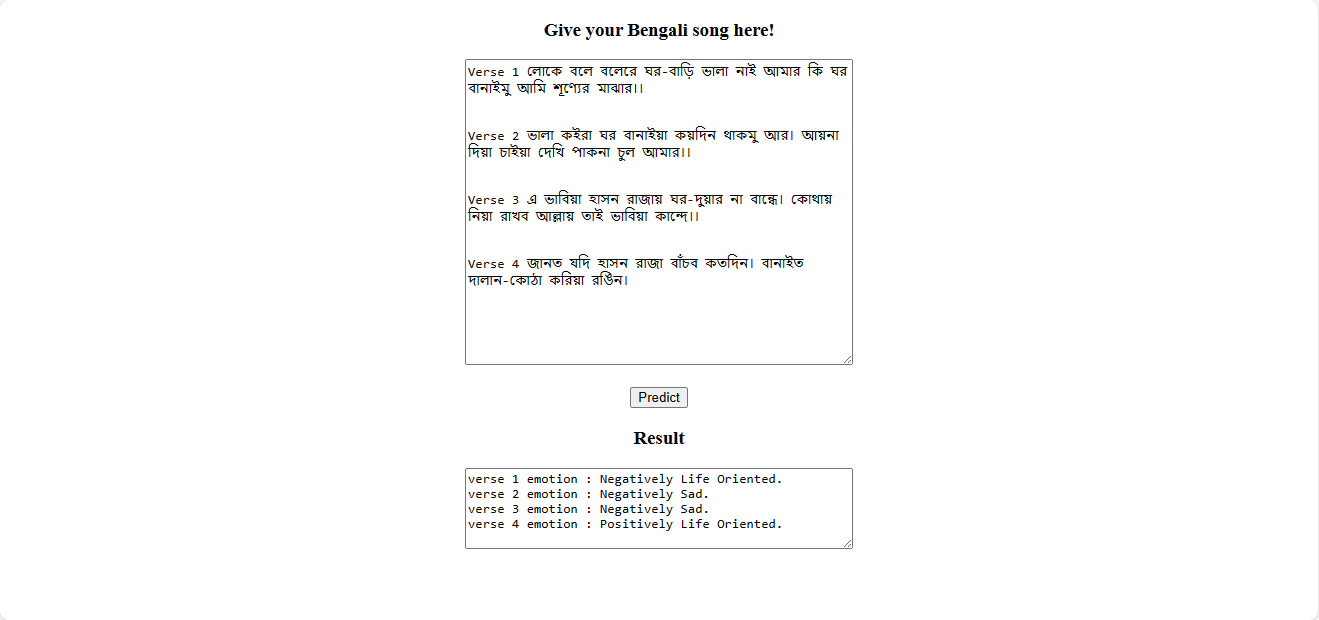 Give your Bengali song here!
Verse 1 লোকে বলে বলেরে ঘর-বাড়ি ভালা নাই আমার কি ঘর
বানাইমু আমি শূণ্যের মাঝার।।
Verse 2 ভালা কইরা ঘর বানাইয়া কয়দিন থাকমু আর। আয়না
দিয়া চাইয়া দেখি পাকনা চুল আমার।।
Verse 3 এ ভাবিয়া হাসন রাজায় ঘর-দুয়ার না বান্ধে। কোথায়
নিয়া রাখব আল্লায় তাই ভাবিয়া কান্দে।।
Verse 4 জানত যদি হাসন রাজা বাঁচব কতদিন। বানাইত
দালান-কোঠা করিয়া রঙিন।
Predict
Result
verse 1 emotion : Negatively Life Oriented.
verse 2 emotion : Negatively Sad.
verse 3 emotion : Negatively Sad.
verse 4 emotion : Positively Life Oriented.